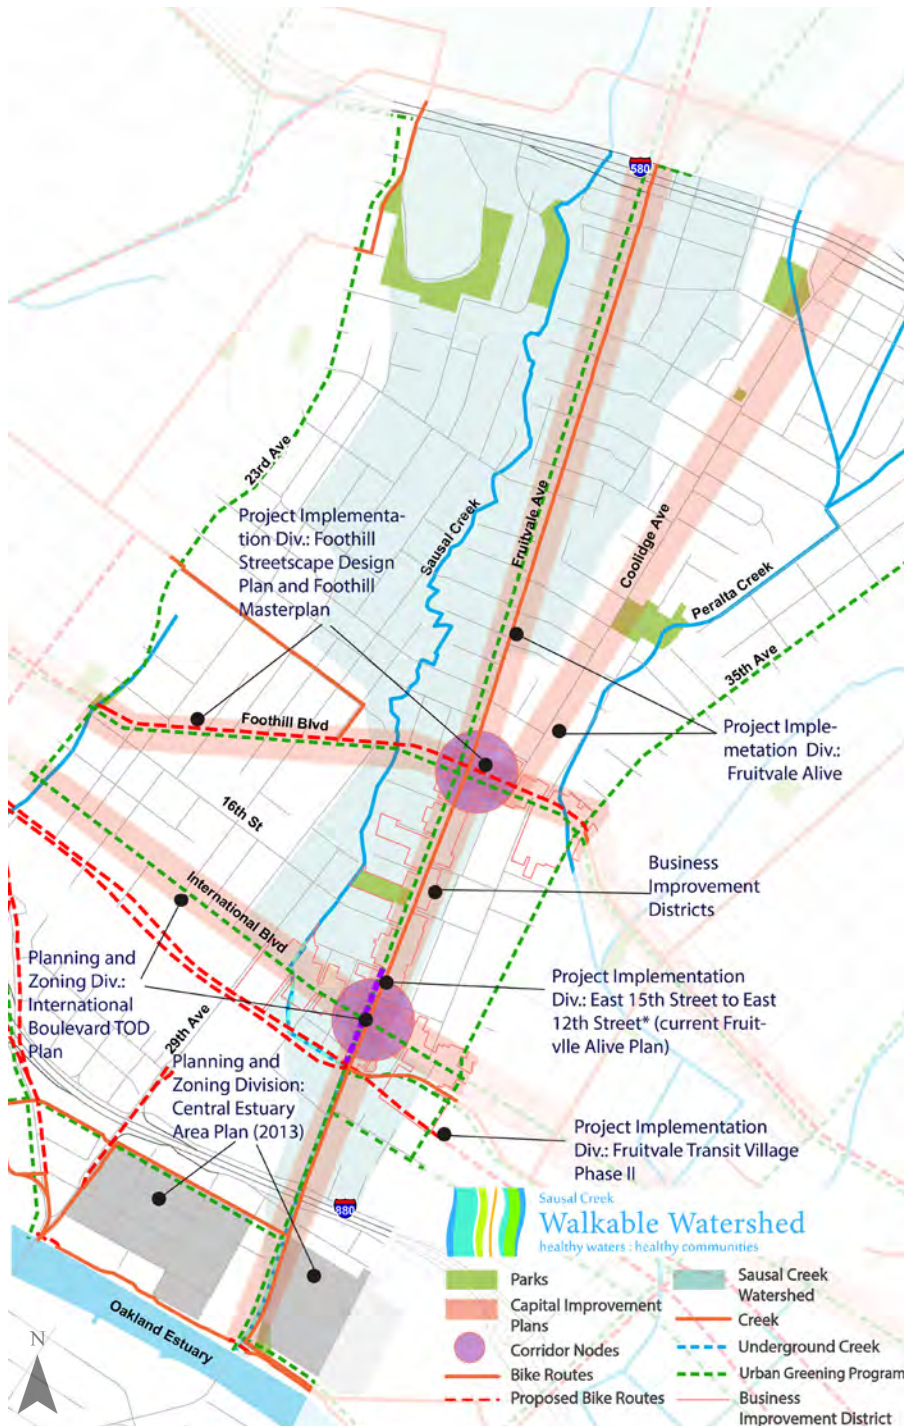 580
23rd Ave
Project Implementa-
tion Div.: Foothill
Streetscape Design
Plan and Foothill
Masterplan
Sausal Creek
Fruitvale Ave
Coolidge Ave
Peralta Creek
35th Ave
Foothill Blvd
Project Imple-
metation Div.:
Fruitvale Alive
16th St
International Blvd
Business
Improvement
Districts
Planning and
Zoning Div.:
International
Boulevard TOD
Plan
29th Ave
Project Implementation
Div.: East 15th Street to East
12th Street* (current Fruit-
vlle Alive Plan)
Planning and
Zoning Division:
Central Estuary
Area Plan (2013)
Project Implementation
Div.: Fruitvale Transit Village
Phase II
880
Oakland Estuary
N
Sausal Creek
Walkable Watershed
healthy waters : healthy communities
Parks
Capital Improvement
Plans
Corridor Nodes
Bike Routes
Proposed Bike Routes
Sausal Creek
Watershed
Creek
Underground Creek
Urban Greening Program
Business
Improvement District